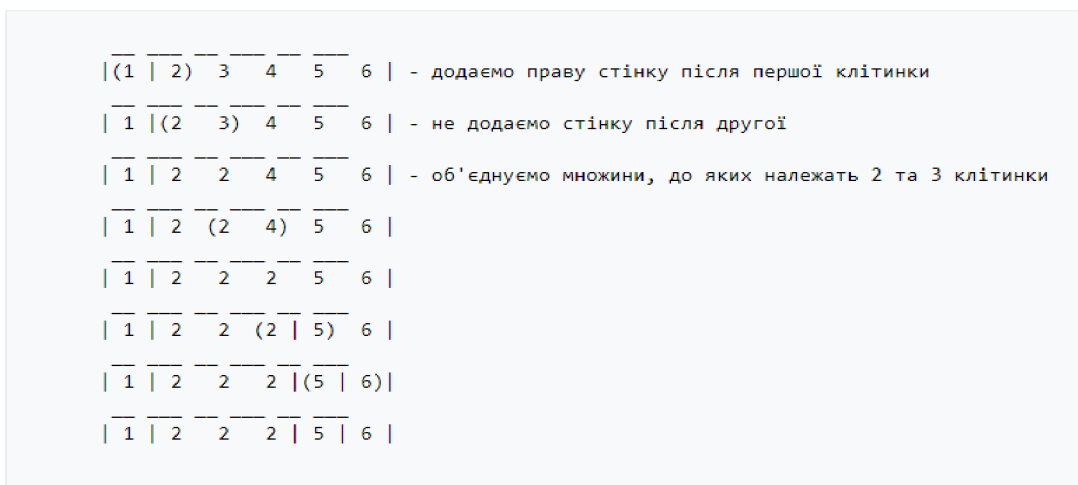 __ ___ __ ___ __ ___
|(1 | 2)  3   4   5   6 | - додаємо праву стінку після першої клітинки
 __ ___ __ ___ __ ___
| 1 |(2   3)  4   5   6 | - не додаємо стінку після другої
 __ ___ __ ___ __ ___
| 1 | 2   2   4   5   6 | - об'єднуємо множини, до яких належать 2 та 3 клітинки
 __ ___ __ ___ __ ___
| 1 | 2  (2   4)  5   6 |
 __ ___ __ ___ __ ___
| 1 | 2   2   2   5   6 |
 __ ___ __ ___ __ ___
| 1 | 2   2  (2 | 5)  6 |
 __ ___ __ ___ __ ___
| 1 | 2   2   2 |(5 | 6)|
 __ ___ __ ___ __ ___
| 1 | 2   2   2 | 5 | 6 |